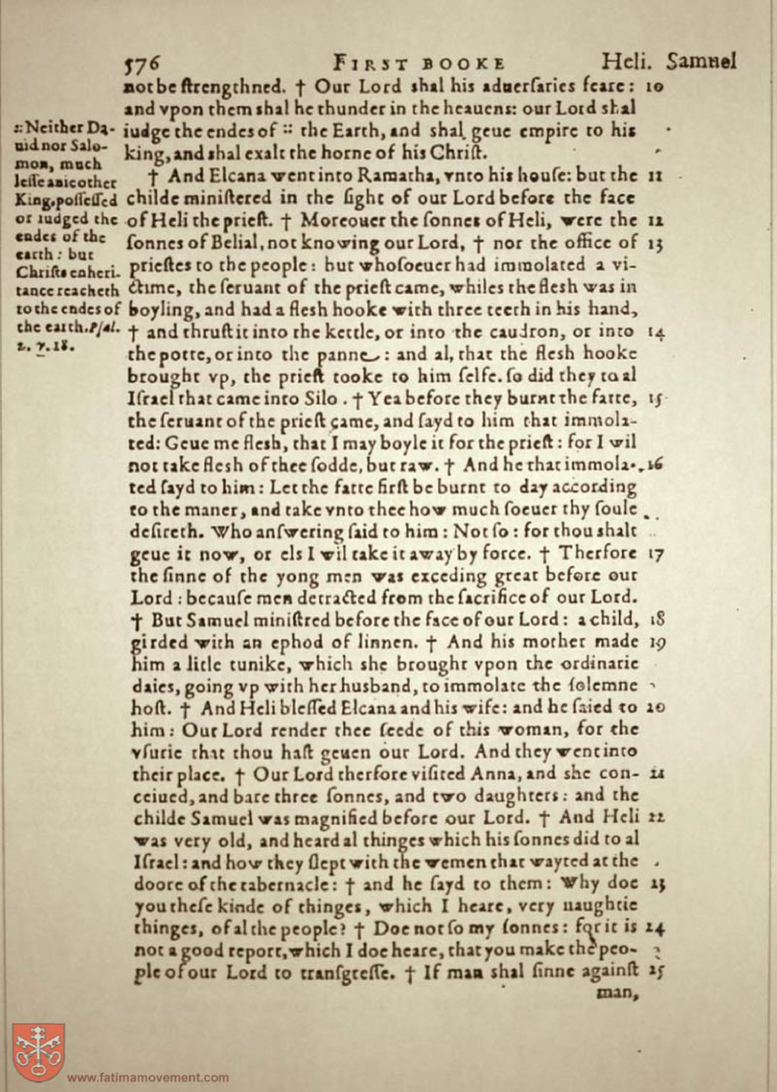 576 FIRST BOOKE Heli. Samuel
not be ſtrengthned. † Our Lord shal his aduerſaries feare: 10
and vpon them shal he thunder in the heauens: our Lord shal
iudge the endes of :: the Earth, and shal geue empire to his
king, and shal exalt the horne of his Chriſt.
† And Elcana went into Ramatha, vnto his houſe: but the 11
childe miniſtered in the ſight of our Lord before the face
of Heli the prieſt. † Moreouer the ſonnes of Heli, were the 12
ſonnes of Belial, not knowing our Lord, † nor the office of 13
prieſtes to the people: but whoſoeuer had immolated a vi-
ctime, the ſeruant of the prieſt came, whiles the flesh was in
boyling, and had a flesh hooke with three teeth in his hand,
† and thruſt it into the kettle, or into the caudron, or into 14
the potte, or into the panne: and al, that the flesh hooke
brought vp, the prieſt tooke to him ſelfe. ſo did they to al
Iſrael that came into Silo. † Yea before they burnt the fatte, 15
the ſeruant of the prieſt came, and ſayd to him that immola-
ted: Geue me flesh, that I may boyle it for the prieſt: for I wil
not take flesh of thee ſodde, but raw. † And he that immola- 16
ted ſayd to him: Let the fatte firſt be burnt to day according
to the maner, and take vnto thee how much ſoeuer thy ſoule
deſireth. Who anſwering ſaid to him: Not ſo: for thou shalt
geue it now, or els I wil take it away by force. † Therfore 17
the ſinne of the yong men was exceding great before our
Lord: becauſe men detracted from the ſacrifice of our Lord.
† But Samuel miniſtred before the face of our Lord: a child, 18
girded with an ephod of linnen. † And his mother made 19
him a litle tunike, which she brought vpon the ordinarie
daies, going vp with her husband, to immolate the ſolemne
hoſt. † And Heli bleſſed Elcana and his wife: and he ſaied to 20
him: Our Lord render thee ſeede of this woman, for the
vſurie that thou haſt geuen our Lord. And they went into
their place. † Our Lord therfore viſited Anna, and she con- 21
ceiued, and bare three ſonnes, and two daughters: and the
childe Samuel was magnified before our Lord. † And Heli 22
was very old, and heard al thinges which his ſonnes did to al
Iſrael: and how they ſlept with the wemen that wayted at the
doore of the tabernacle: † and he ſayd to them: Why doe 23
you theſe kinde of thinges, which I heare, very naughtie
thinges, of al the people? † Doe not ſo my ſonnes: for it is 24
not a good report, which I doe heare, that you make the peo-
ple of our Lord to tranſgreſſe. † If man shal ſinne againſt 25
man,
:: Neither Da-
uid nor Salo-
mon, much
leſſe anie other
King, poſſeſſed
or iudged the
endes of the
earth: but
Chriſts enheri-
tance reacheth
to the endes of
the earth. Pſal.
2. v. 18.
www.fatimamovement.com